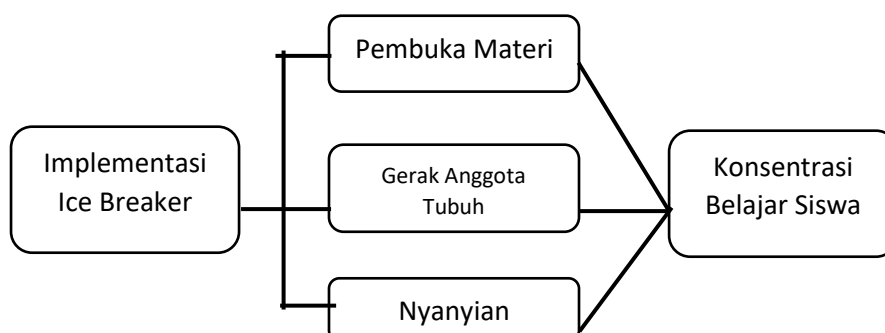 Implementasi
Ice Breaker
Pembuka Materi
Gerak Anggota
Tubuh
Nyanyian
Konsentrasi
Belajar Siswa